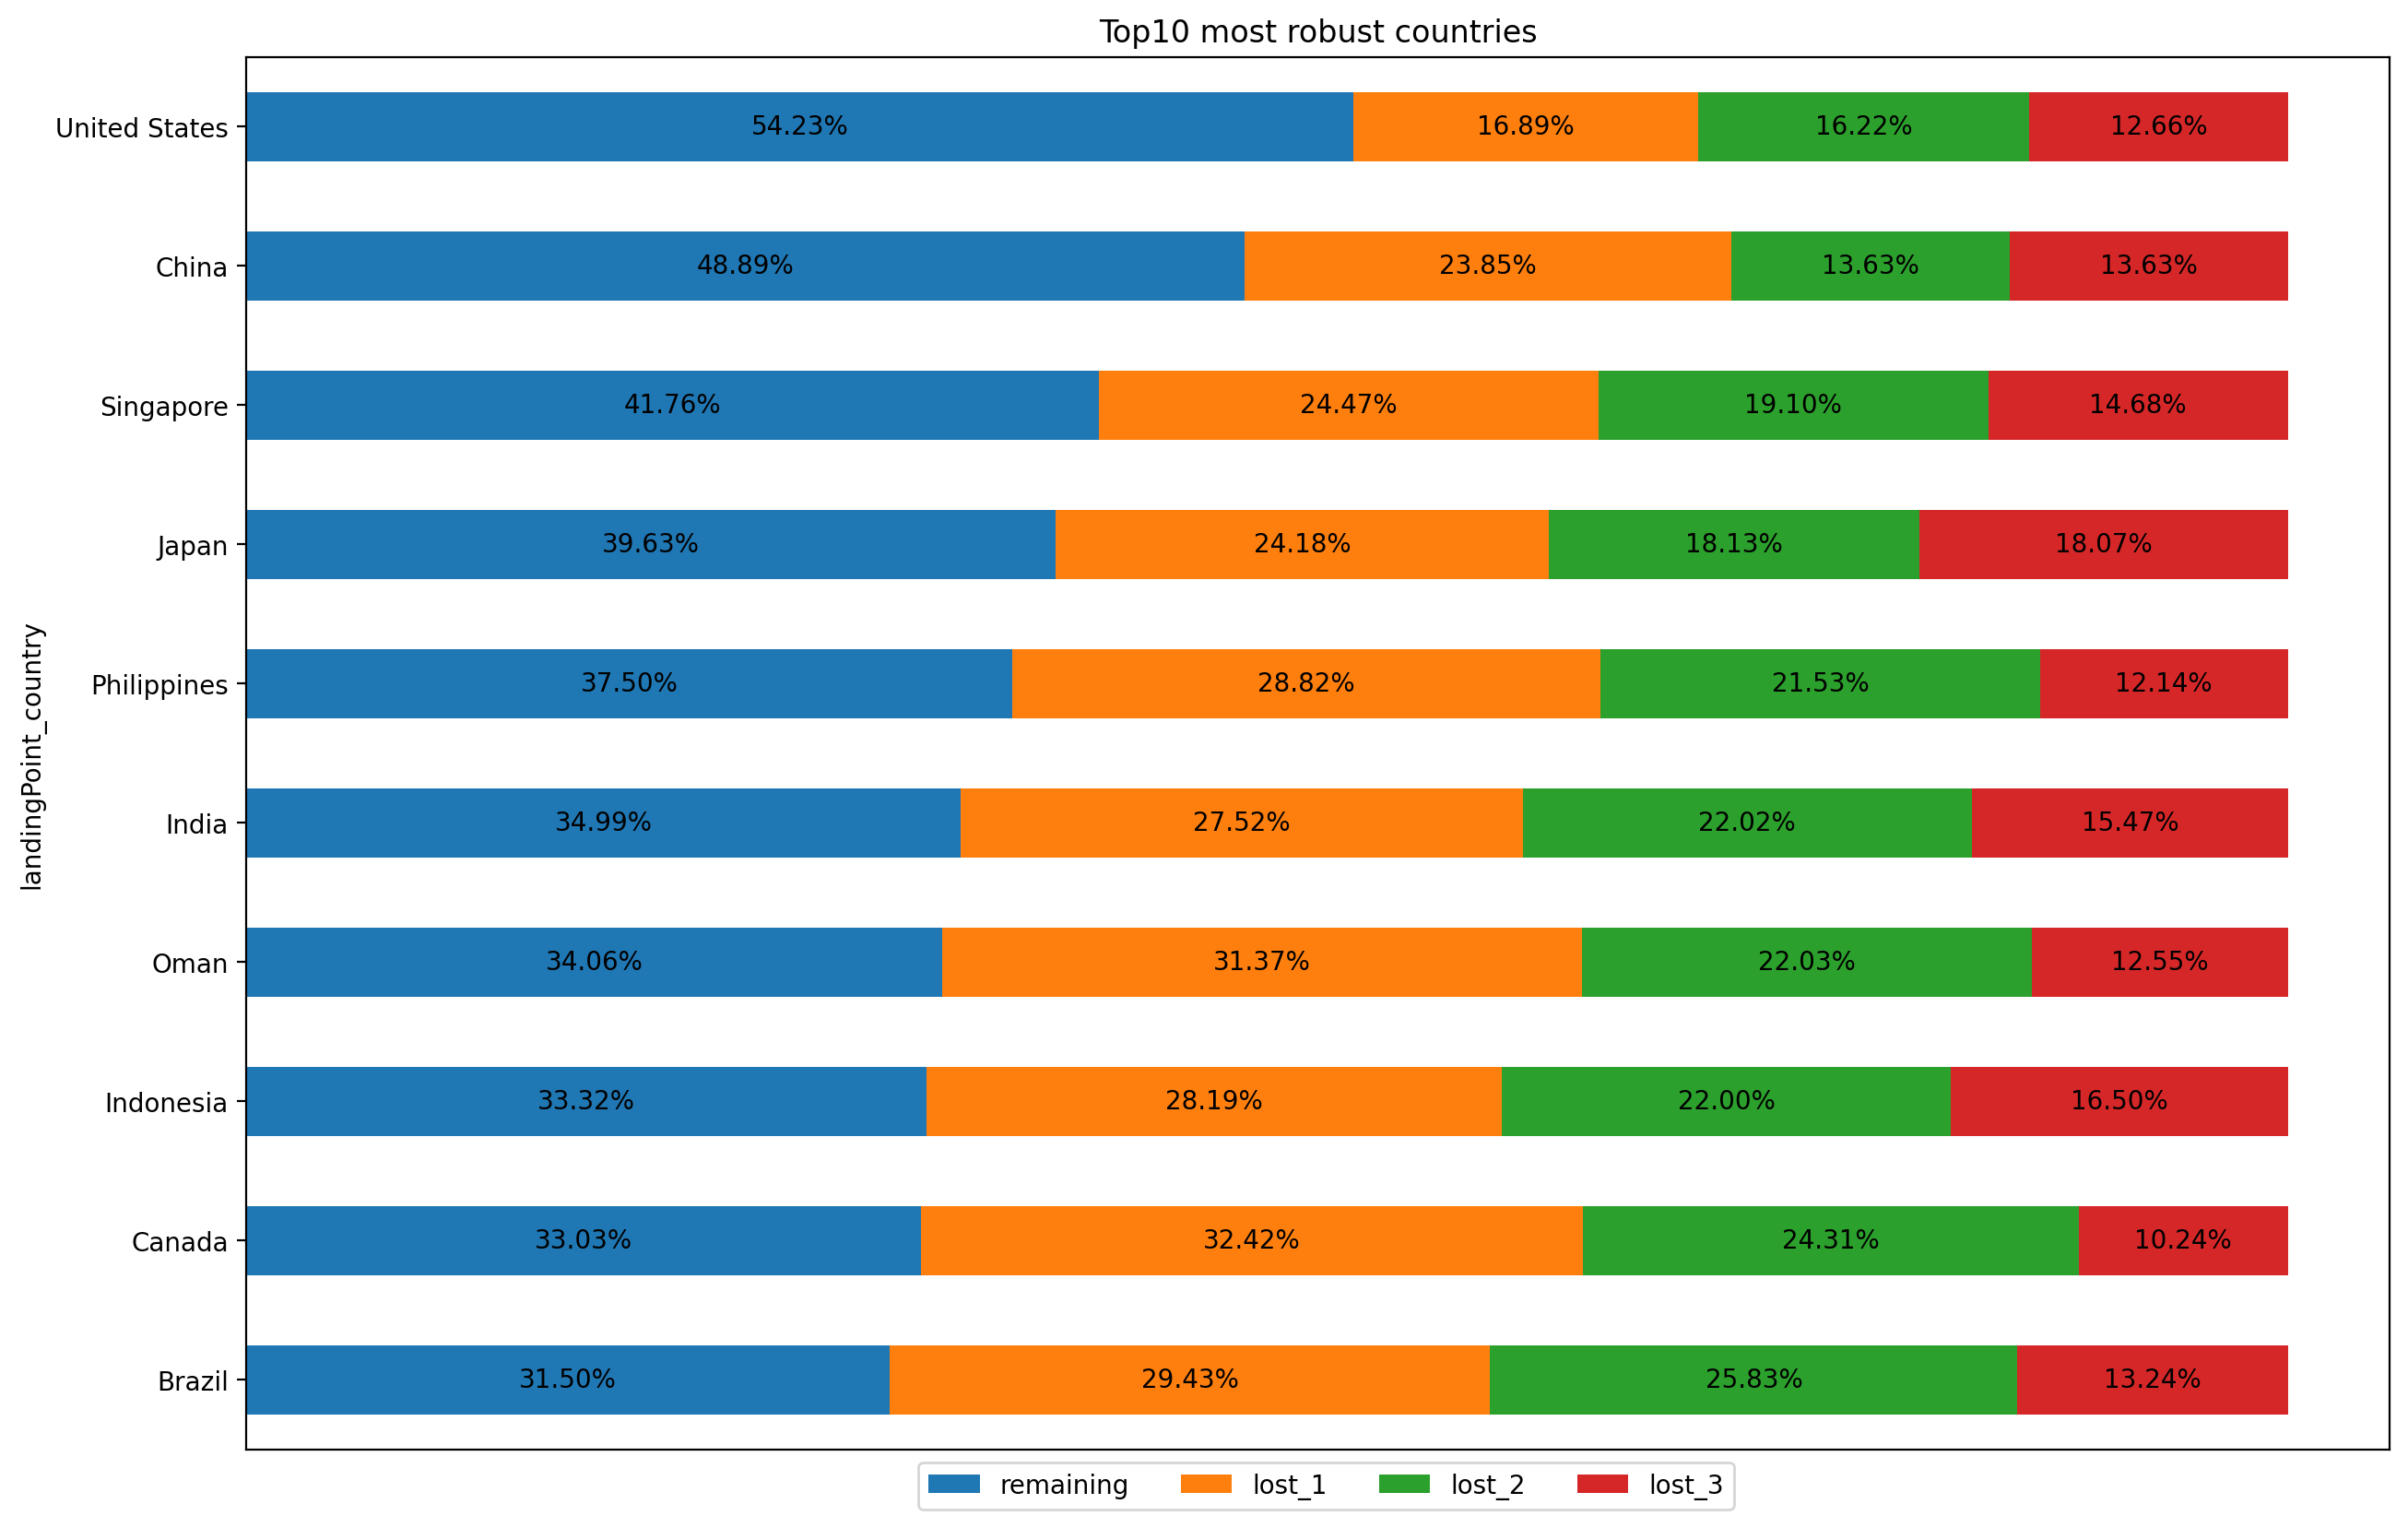 Top10 most robust countries
landingPoint_country
United States 54.23% 16.89% 16.22% 12.66%
China 48.89% 23.85% 13.63% 13.63%
Singapore 41.76% 24.47% 19.10% 14.68%
Japan 39.63% 24.18% 18.13% 18.07%
Philippines 37.50% 28.82% 21.53% 12.14%
India 34.99% 27.52% 22.02% 15.47%
Oman 34.06% 31.37% 22.03% 12.55%
Indonesia 33.32% 28.19% 22.00% 16.50%
Canada 33.03% 32.42% 24.31% 10.24%
Brazil 31.50% 29.43% 25.83% 13.24%
remaining lost_1 lost_2 lost_3